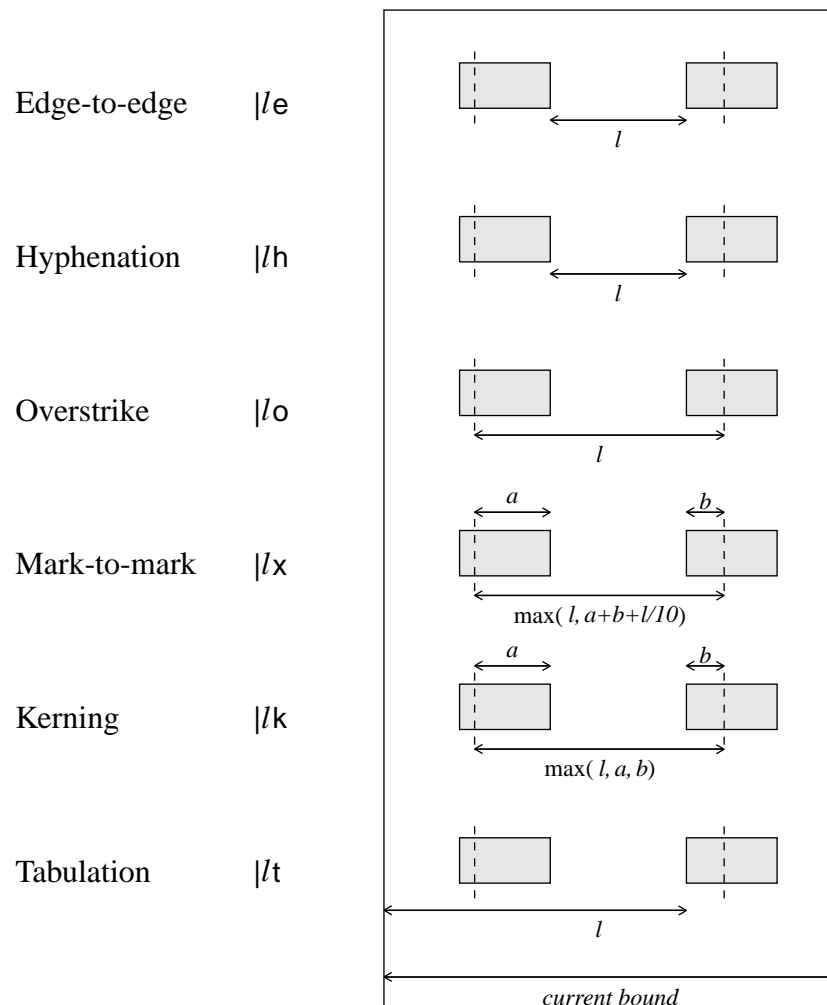 Edge-to-edge |le
l
Hyphenation |lh
l
Overstrike |lo
l
a b
Mark-to-mark |lx
max( l, a+b+l/10)
a b
Kerning |lk
max( l, a, b)
Tabulation |lt
l
current bound